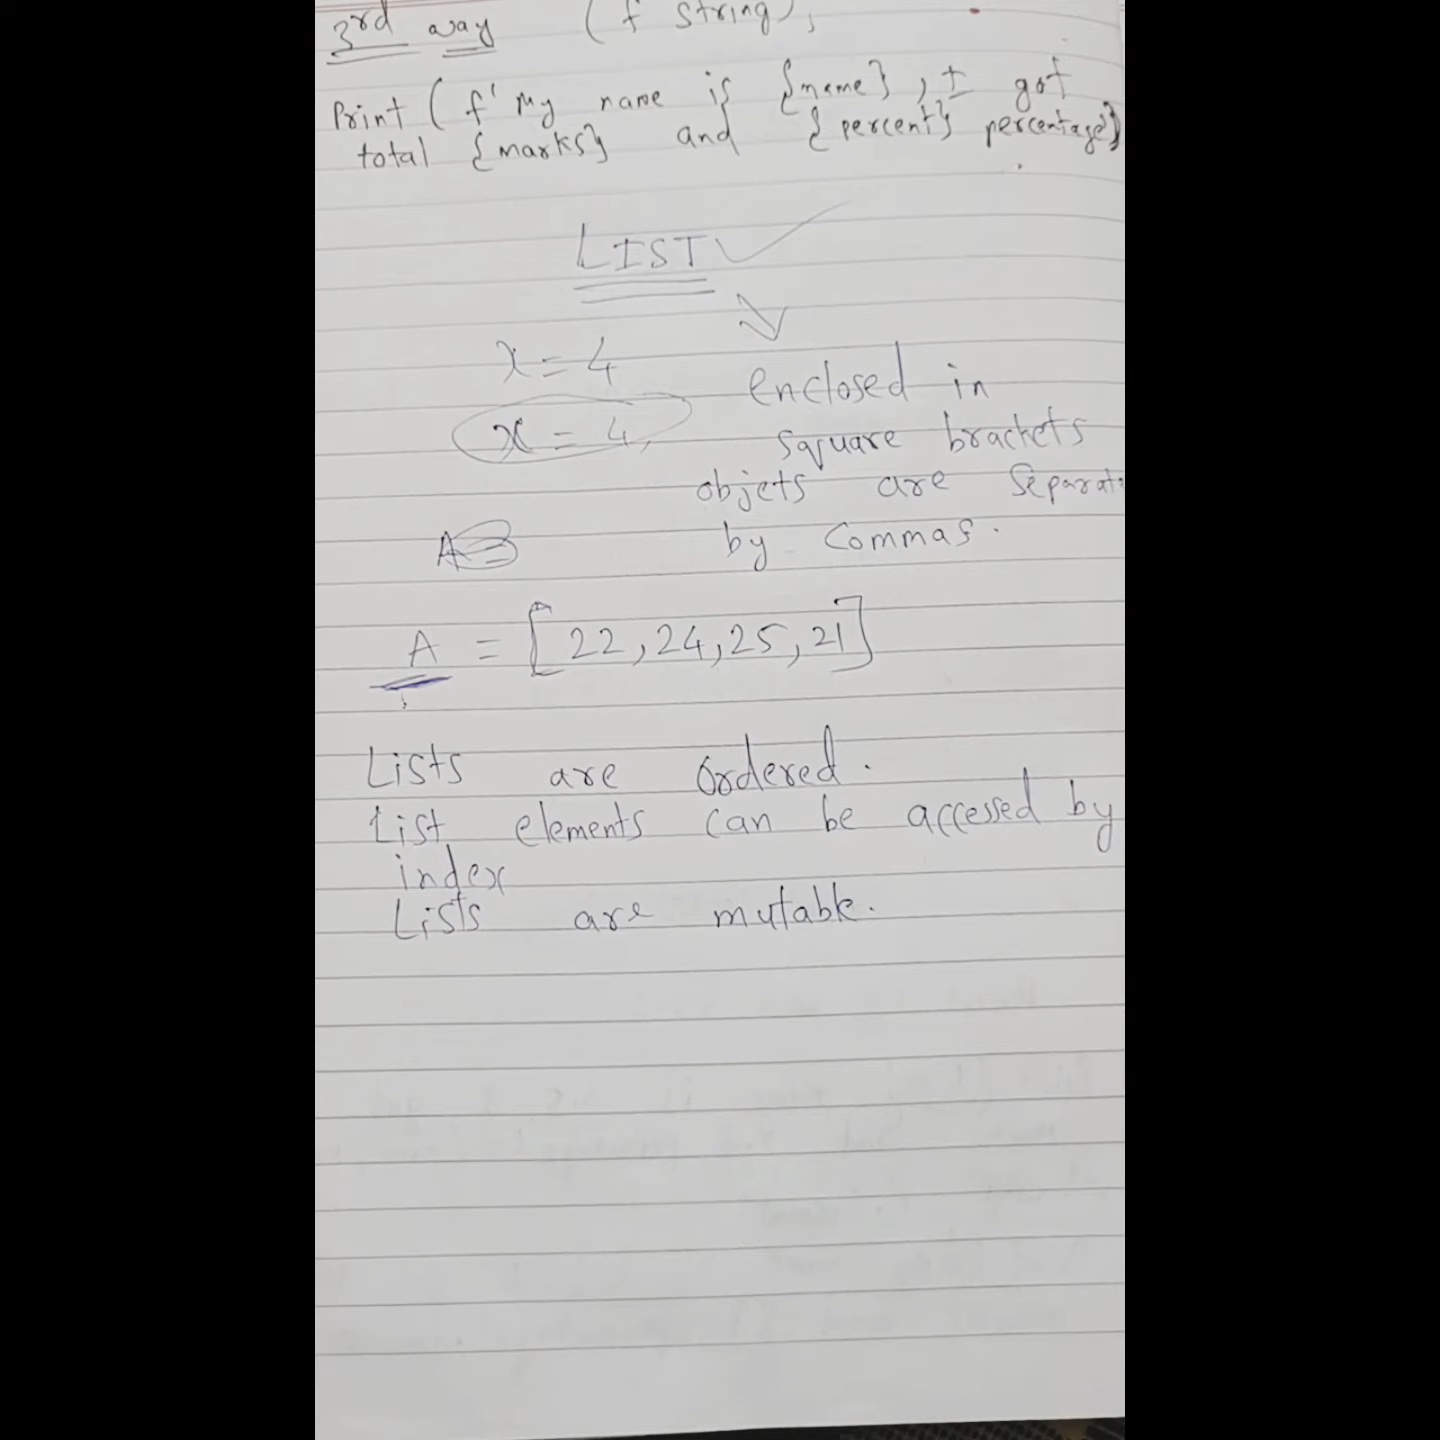 3rd way (f string),
Print (f' My name is {name}, I got
total {marks} and {percent} percentage')
LIST
x = 4
enclosed in
x = 4,
square brackets
objets are Separat
by commas.
A =
A = [22, 24, 25, 21]
Lists are ordered.
List elements can be accessed by
index
Lists are mutable.